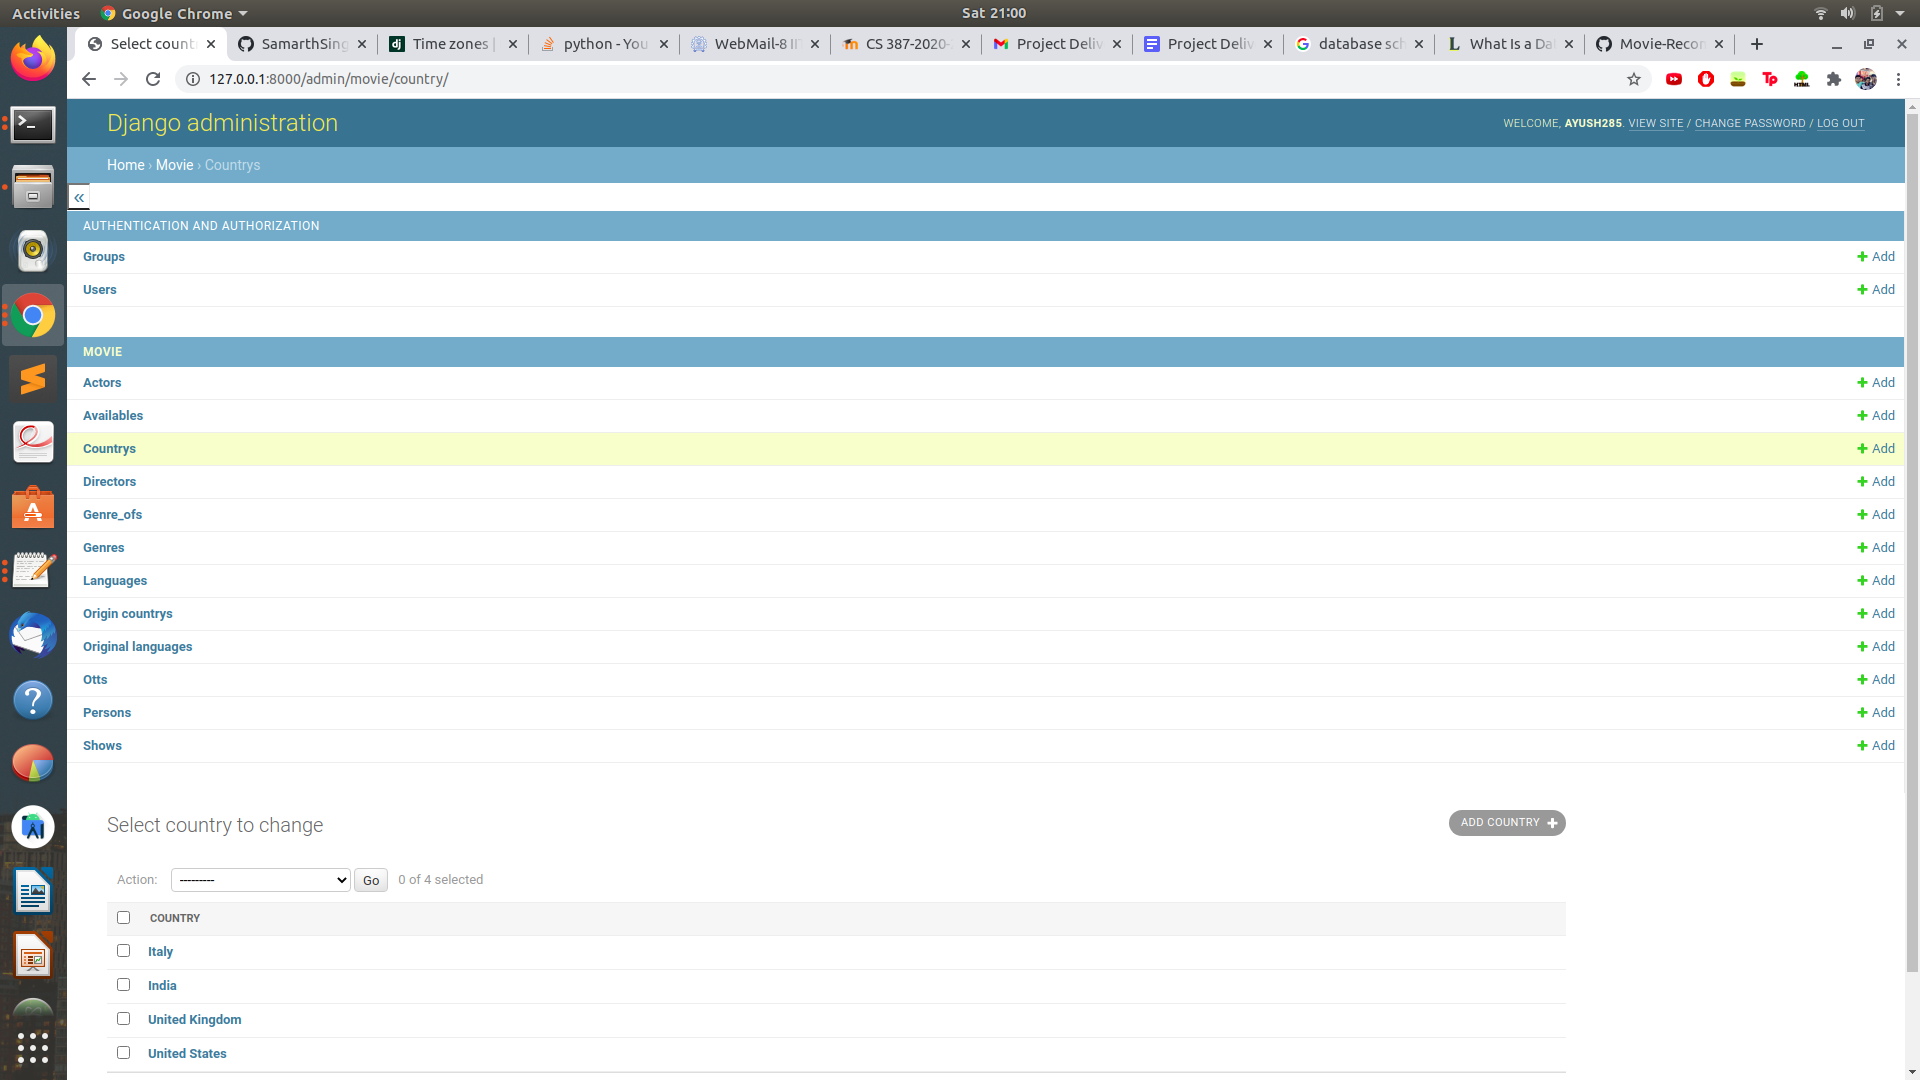 Activities Google Chrome Sat 21:00
Select count SamarthSing Time zones | python - You WebMail-8 II CS 387-2020- Project Deliv Project Deliv database sch What Is a Da Movie-Recon
127.0.0.1:8000/admin/movie/country/
Django administration
WELCOME, AYUSH285. VIEW SITE / CHANGE PASSWORD / LOG OUT
Home › Movie › Countrys
«
AUTHENTICATION AND AUTHORIZATION
Groups Add
Users Add
MOVIE
Actors Add
Availables Add
Countrys Add
Directors Add
Genre_ofs Add
Genres Add
Languages Add
Origin countrys Add
Original languages Add
Otts Add
Persons Add
Shows Add
Select country to change
ADD COUNTRY
Action: --------- Go 0 of 4 selected
COUNTRY
Italy
India
United Kingdom
United States